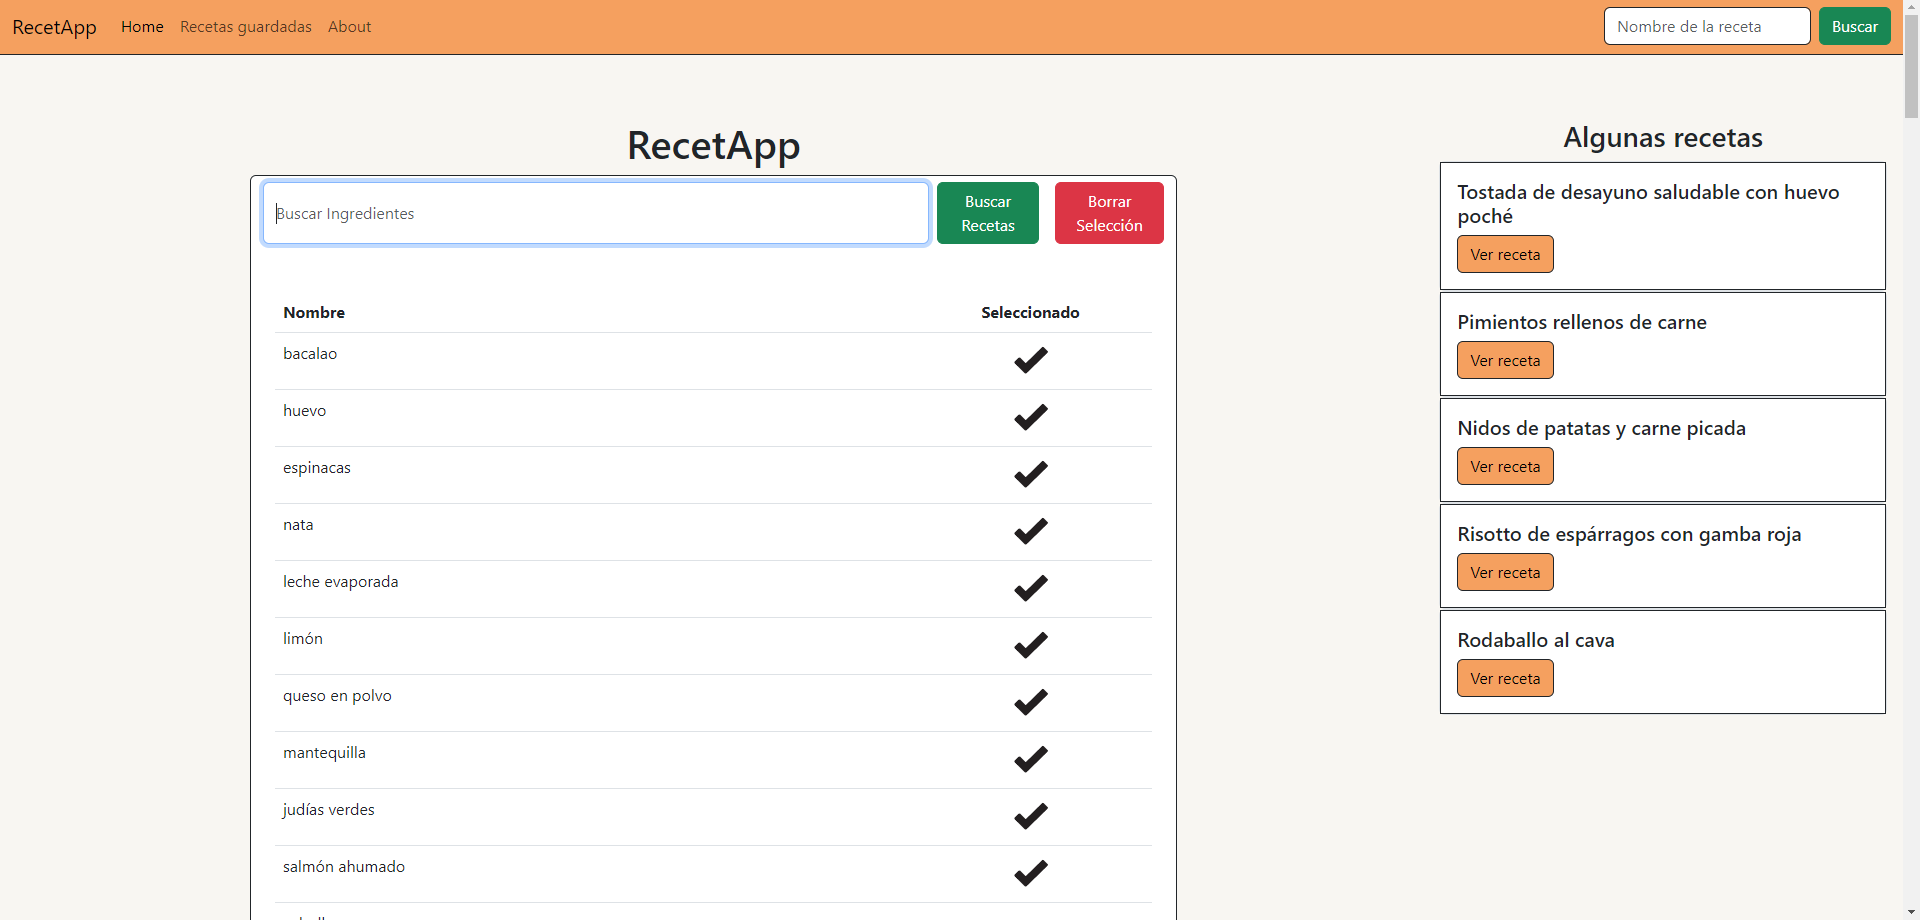 RecetApp Home Recetas guardadas About Nombre de la receta Buscar
RecetApp
Buscar Ingredientes
Buscar
Recetas
Borrar
Selección
Nombre Seleccionado
bacalao
huevo
espinacas
nata
leche evaporada
limón
queso en polvo
mantequilla
judías verdes
salmón ahumado
Algunas recetas
Tostada de desayuno saludable con huevo
poché
Ver receta
Pimientos rellenos de carne
Ver receta
Nidos de patatas y carne picada
Ver receta
Risotto de espárragos con gamba roja
Ver receta
Rodaballo al cava
Ver receta